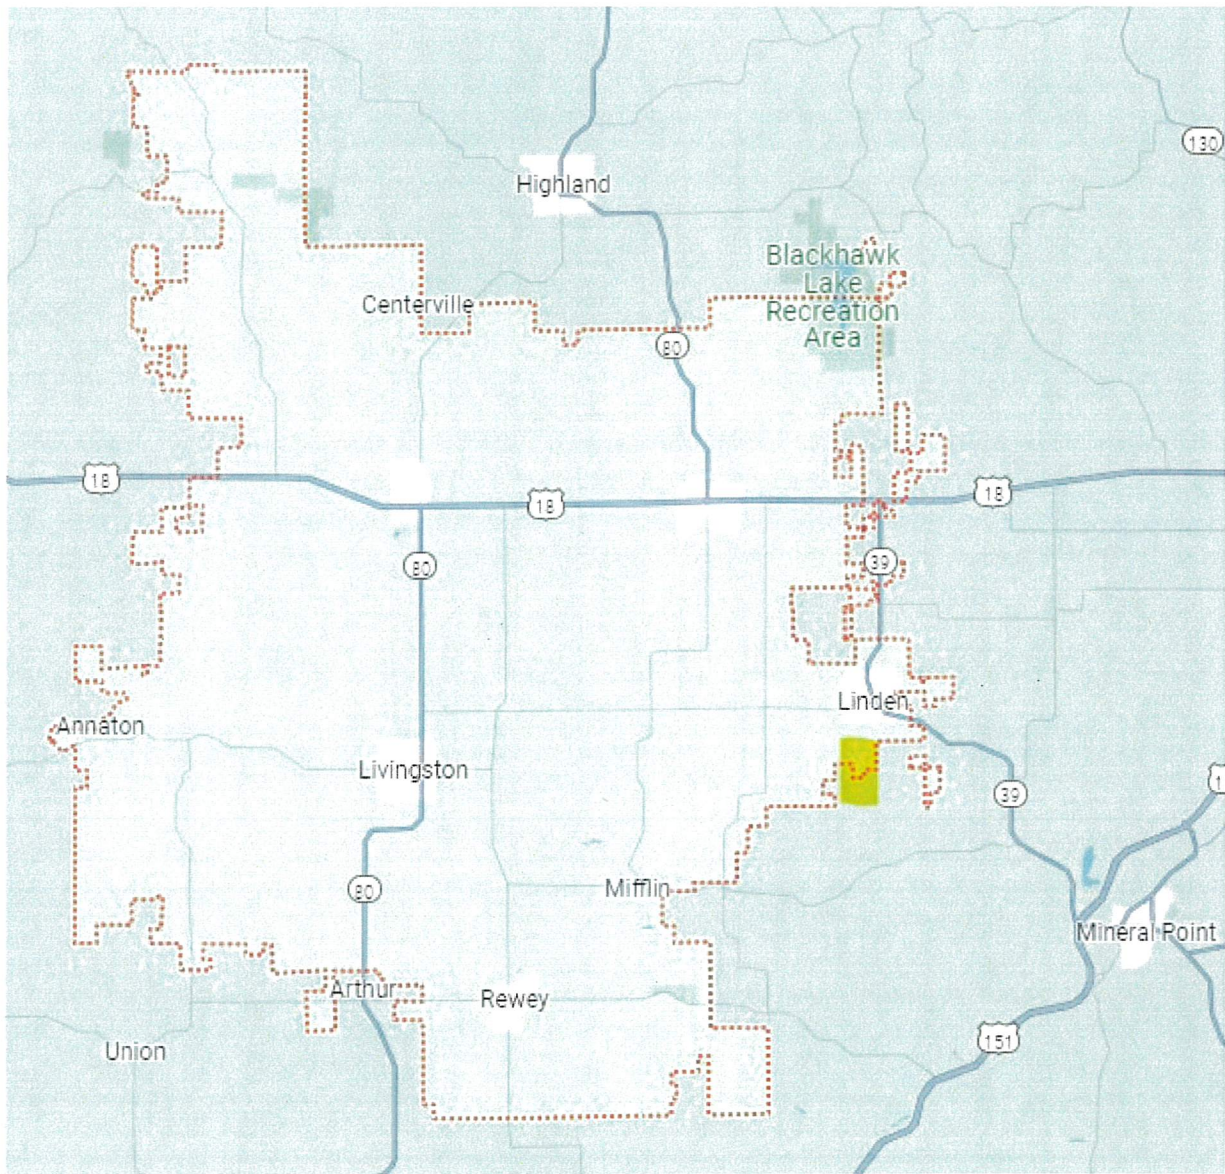 130
Highland
Blackhawk
Lake
Recreation
Area
Centerville
80
18
18
18
80
39
Linden
Annaton
Livingston
39
80
Mifflin
Mineral Point
Arthur
Rewey
Union
151